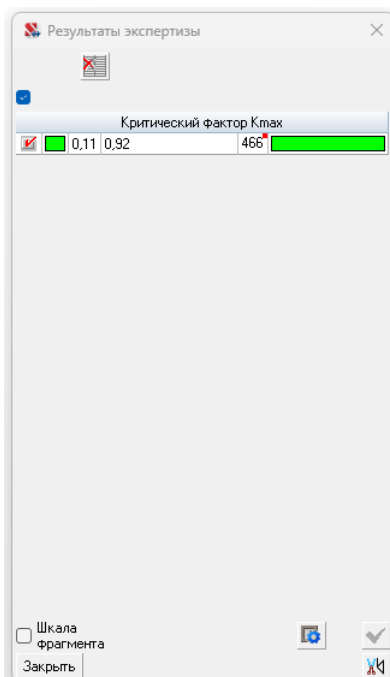 Результаты экспертизы
Критический фактор Kmax
0,11 0,92 466
Шкала
фрагмента
Закрыть